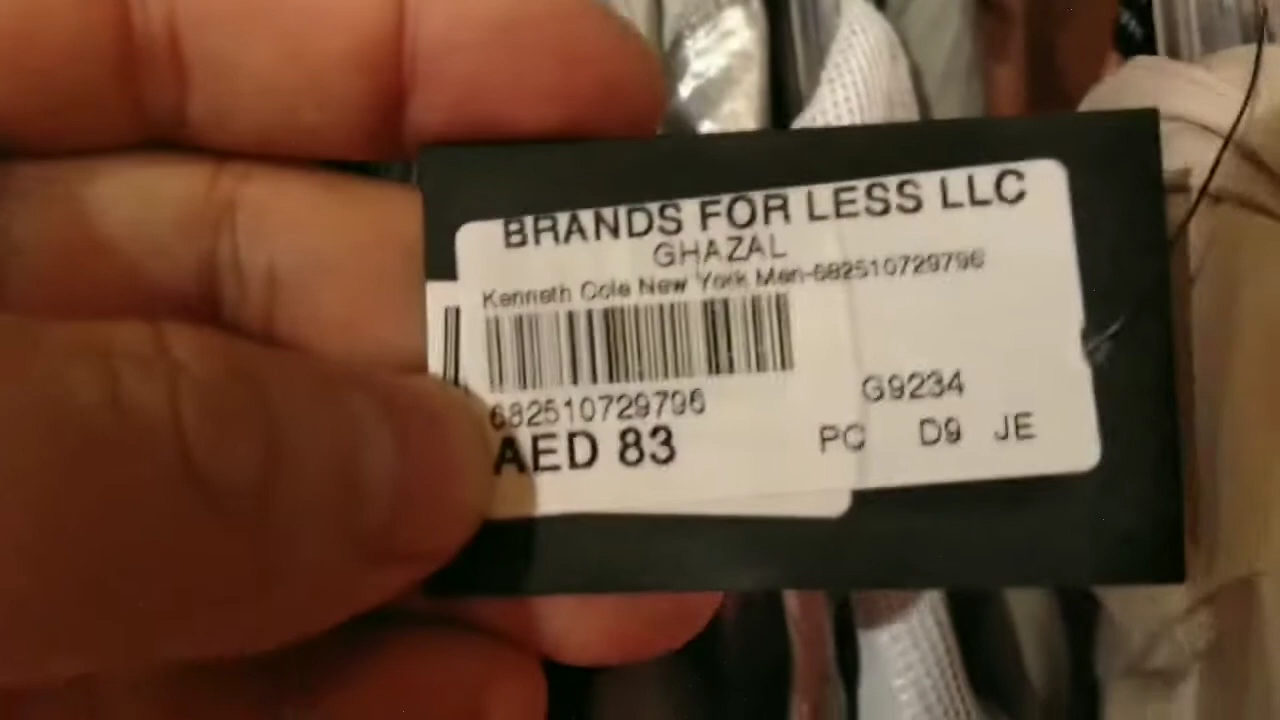 BRANDS FOR LESS LLC
GHAZAL
Kenneth Cole New York Men-682510729796
682510729796
G9234
AED 83
PC D9 JE